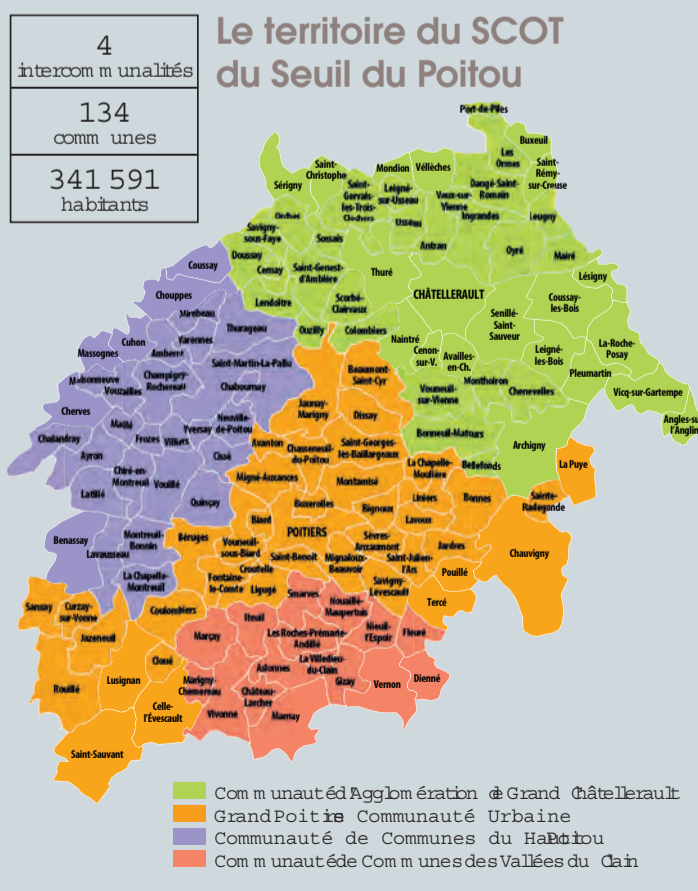 Le territoire du SCOT
du Seuil du Poitou
4
intercommunalités
134
communes
341 591
habitants
Port-de-Piles
Buxeuil
Les
Ormes
Saint-
Rémy-
sur-Creuse
Saint-
Christophe
Mondion
Vélleches
Sérigny
Saint-
Gervais-
les-Trois-
Clochers
Leigné-
sur-Usseau
Dangé-Saint-
Romain
Vaux-sur-
Vienne
Orches
Usseau
Ingrandes
Leugny
Savigny-
sous-Faye
Sossais
Antran
Oyré
Mairé
Doussay
Cernay
Saint-Genest-
d'Amblère
Thuré
Lésigny
Coussay
CHÂTELLERAULT
Chouppes
Lencloitre
Scorbé-
Clairvaux
Coussay-
les-Bois
Mirebeau
Senillé-
Saint-
Sauveur
Thurageau
Ouzilly
Colombiers
Naintré
Cuhon
Varennes
Massognes
Amberre
Cenon-
sur-V.
Availles-
en-Ch.
Leigné-
les-Bois
La-Roche-
Posay
Saint-Martin-La-Pallu
Beaumont-
Saint-Cyr
Pleumartin
Maisonneuve
Vouzailles
Champigny-
Rochereau
Chabournay
Vouneuil-
sur-Vienne
Monthoiron
Chenevelles
Vicq-sur-Gartempe
Cherves
Jaunay-
Marigny
Dissay
Angles-su
l'Anglin
Maillé
Frozes
Villiers
Yversay
Neuville-
de-Poitou
Bonneuil-Matours
Chalandray
Avanton
Chasseneuil-
du-Poitou
Saint-Georges-
lès-Baillargeaux
Archigny
Ayron
Cissé
La Chapelle-
Moulière
Bellefonds
La Puye
Chiré-en-
Montreuil
Vouillé
Migné-Auxances
Montamisé
Latillé
Quinçay
Buxerolles
Bignoux
Liniers
Bonnes
Sainte-
Radegonde
Biard
Lavoux
Benassay
Montreuil-
Bonnin
Béruges
POITIERS
Sèvres-
Anxaumont
Jardres
Chauvigny
Lavausseau
Vouneuil-
sous-Biard
Saint-Benoit
Mignaloux-
Beauvoir
Saint-Julien-
l'Ars
Croutelle
Pouillé
La Chapelle-
Montreuil
Fontaine-
le-Comte
Ligugé
Savigny-
Lévescault
Smarves
Nouaillé-
Maupertuis
Tercé
Sanxay
Curzay-
sur-Vonne
Coulombiers
Iteuil
Jazeneuil
Marçay
Les Roches-Prémarie-
Andillé
Nieuil-
l'Espoir
Fleuré
Cloué
Aslonnes
La Villedieu-
du-Clain
Rouillé
Lusignan
Marigny-
Chemereau
Château-
Larcher
Gizay
Vernon
Dienné
Celle-
l'Évescault
Vivonne
Marnay
Saint-Sauvant
Communauté d'Agglomération de Grand Châtellerault
Grand Poitiers Communauté Urbaine
Communauté de Communes du Haut Poitou
Communauté de Communes des Vallées du Clain